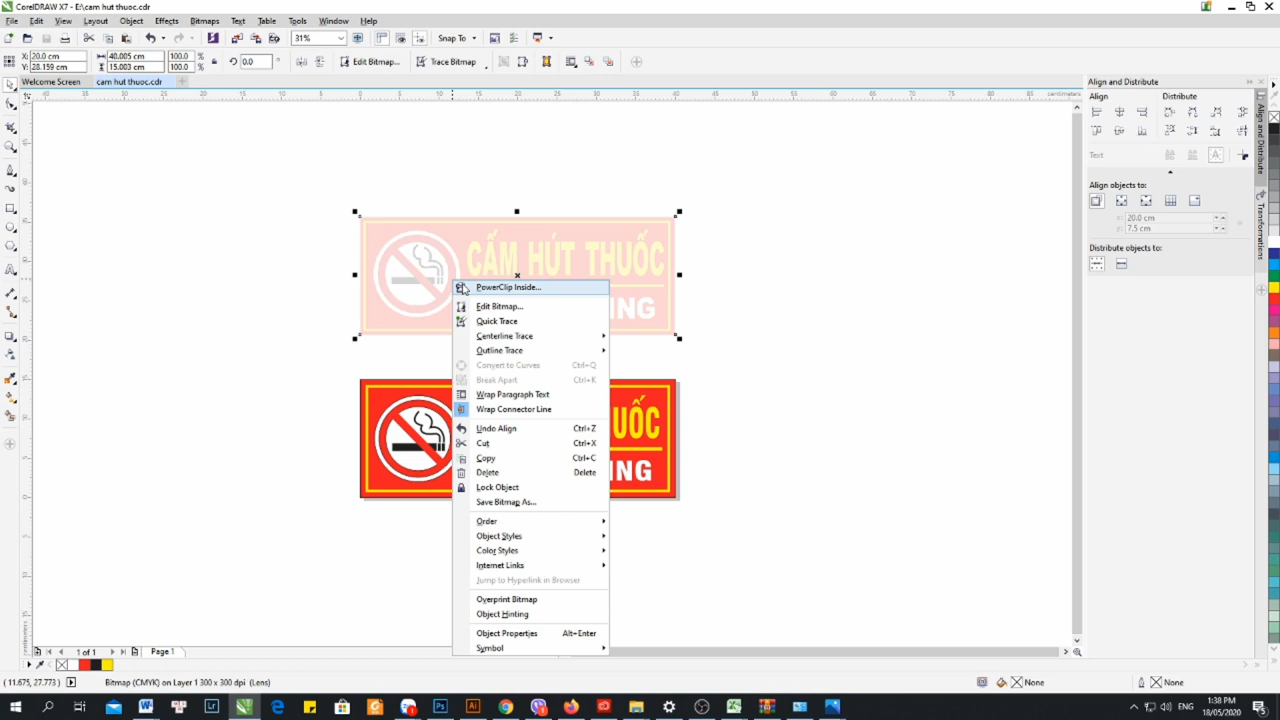 CorelDRAW X7 - E:\cam hut thuoc.cdr
File Edit View Layout Object Effects Bitmaps Text Table Tools Window Help
31% Snap To
X: 20.0 cm 40.005 cm 100.0 % 0.0 ° Edit Bitmap... Trace Bitmap
Y: 28.159 cm 15.003 cm 100.0 %
Welcome Screen cam hut thuoc.cdr
centimeters
Align and Distribute
Align Distribute
Text
Align objects to:
x: 20.0 cm
y: 7.5 cm
Distribute objects to:
Align and Distribute
Transformations
CẤM HÚT THUỐC
ING
PowerClip Inside...
Edit Bitmap...
Quick Trace
Centerline Trace
Outline Trace
Convert to Curves Ctrl+Q
Break Apart Ctrl+K
Wrap Paragraph Text
Wrap Connector Line
Undo Align Ctrl+Z
Cut Ctrl+X
Copy Ctrl+C
Delete Delete
Lock Object
Save Bitmap As...
Order
Object Styles
Color Styles
Internet Links
Jump to Hyperlink in Browser
Overprint Bitmap
Object Hinting
Object Properties Alt+Enter
Symbol
UỐC
ING
1 of 1 Page 1
( 11.675, 27.773 ) Bitmap (CMYK) on Layer 1 300 x 300 dpi (Lens) None None
ENG 1:38 PM
18/05/2020